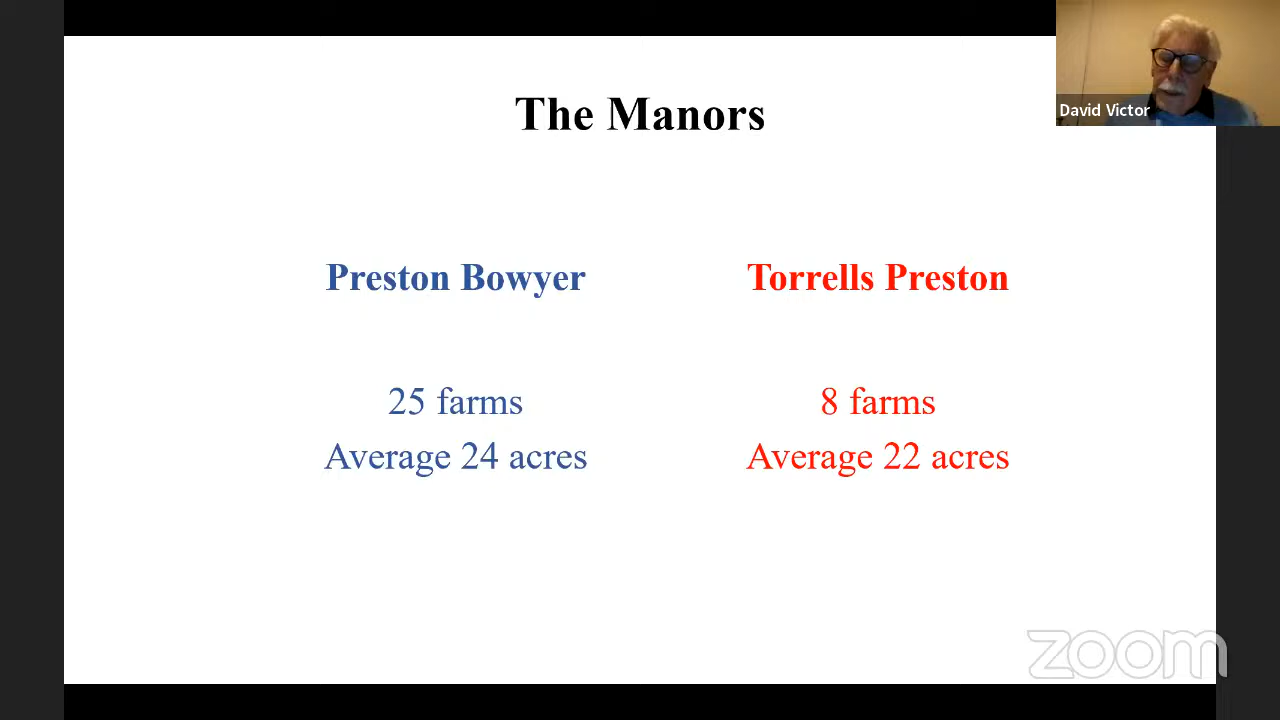 The Manors
David Victor
Preston Bowyer
Torrells Preston
25 farms
8 farms
Average 24 acres
Average 22 acres
zoom